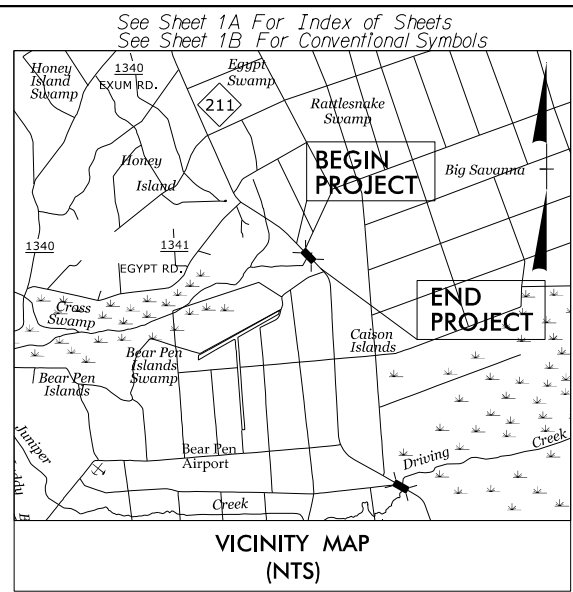 See Sheet 1A For Index of Sheets
See Sheet 1B For Conventional Symbols
Honey
Island
Swamp
1340
EXUM RD.
Egypt
Swamp
211
Rattlesnake
Swamp
Honey
Island
BEGIN
PROJECT
Big Savanna
1340
1341
EGYPT RD.
Cross
Swamp
END
PROJECT
Caison
Islands
Bear Pen
Islands
Swamp
Bear Pen
Islands
Juniper
Bear Pen
Airport
Driving
Creek
Creek
VICINITY MAP
(NTS)